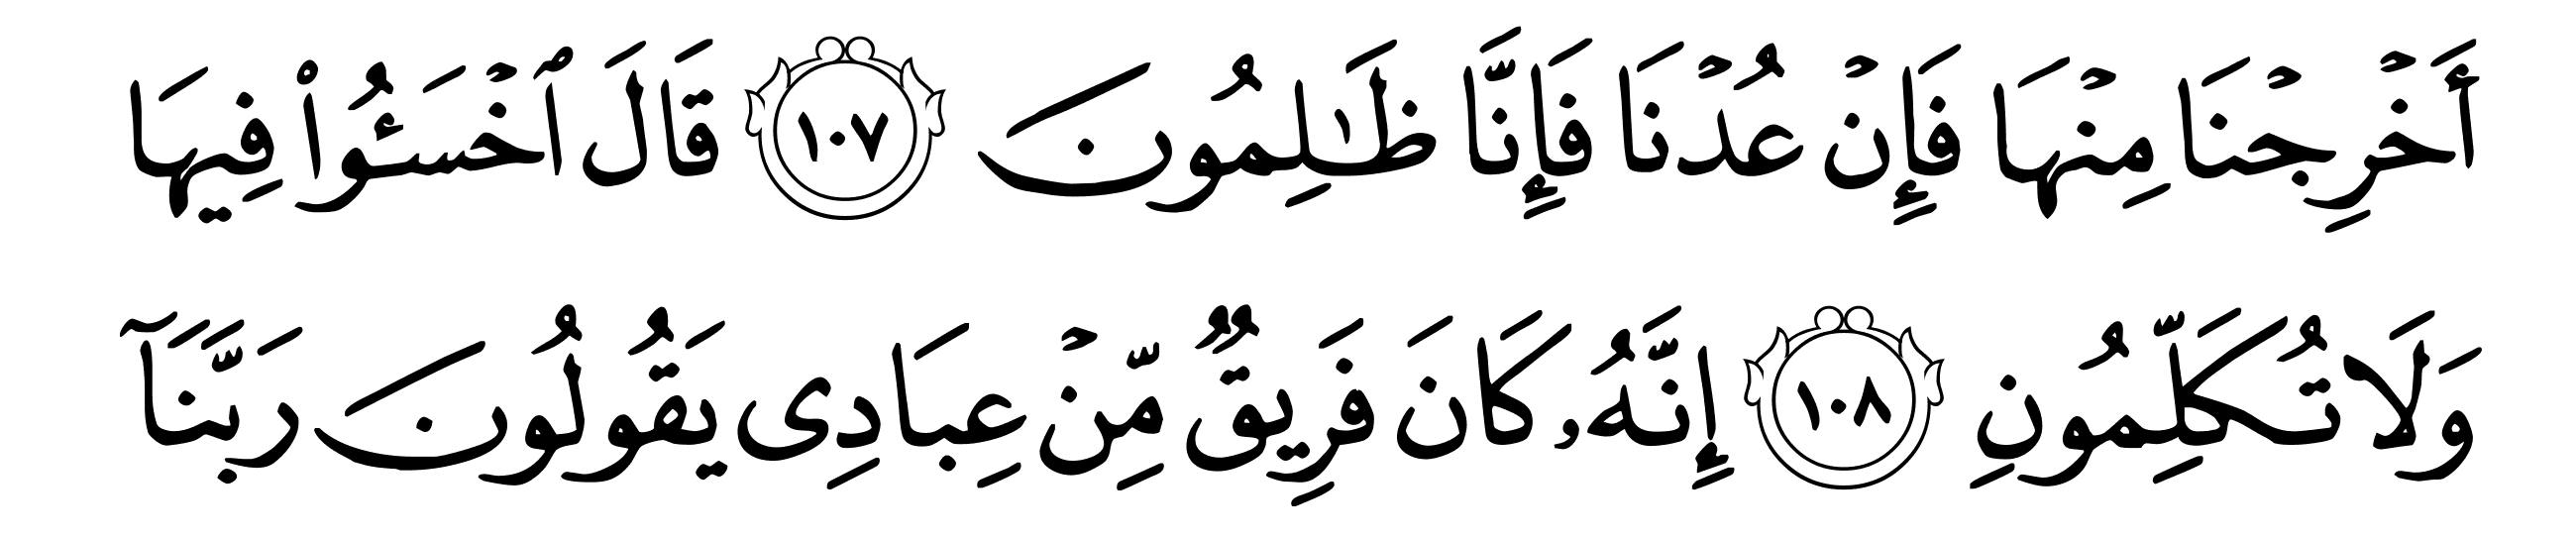 أَخْرِجْنَا مِنْهَا فَإِنْ عُدْنَا فَإِنَّا ظَـٰلِمُونَ ١٠٧ قَالَ ٱخْسَـُٔوا۟ فِيهَا
وَلَا تُكَلِّمُونِ ١٠٨ إِنَّهُۥ كَانَ فَرِيقٌ مِّنْ عِبَادِى يَقُولُونَ رَبَّنَآ